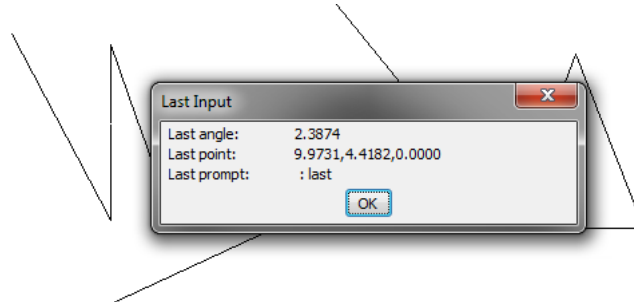 Last Input
Last angle: 2.3874
Last point: 9.9731,4.4182,0.0000
Last prompt: : last
OK